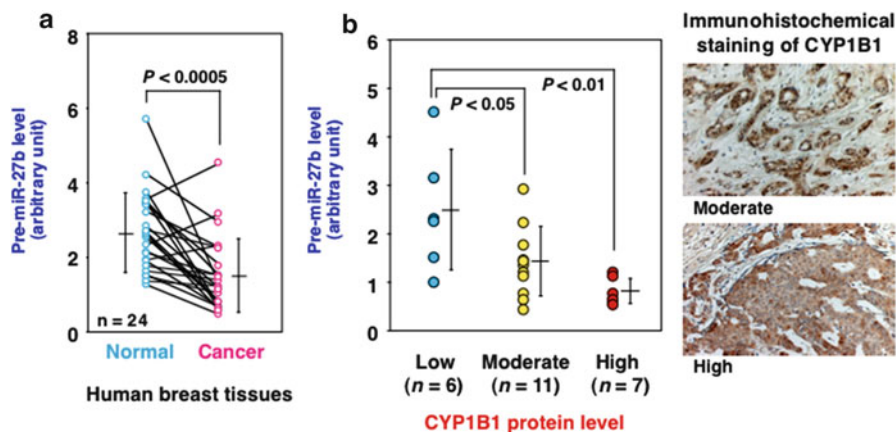 a
Pre-miR-27b level
(arbitrary unit)
8
6
4
2
0
P < 0.0005
n = 24
Normal Cancer
Human breast tissues
b
Pre-miR-27b level
(arbitrary unit)
6
5
4
3
2
1
0
P < 0.01
P < 0.05
Low Moderate High
(n = 6) (n = 11) (n = 7)
CYP1B1 protein level
Immunohistochemical
staining of CYP1B1
Moderate
High